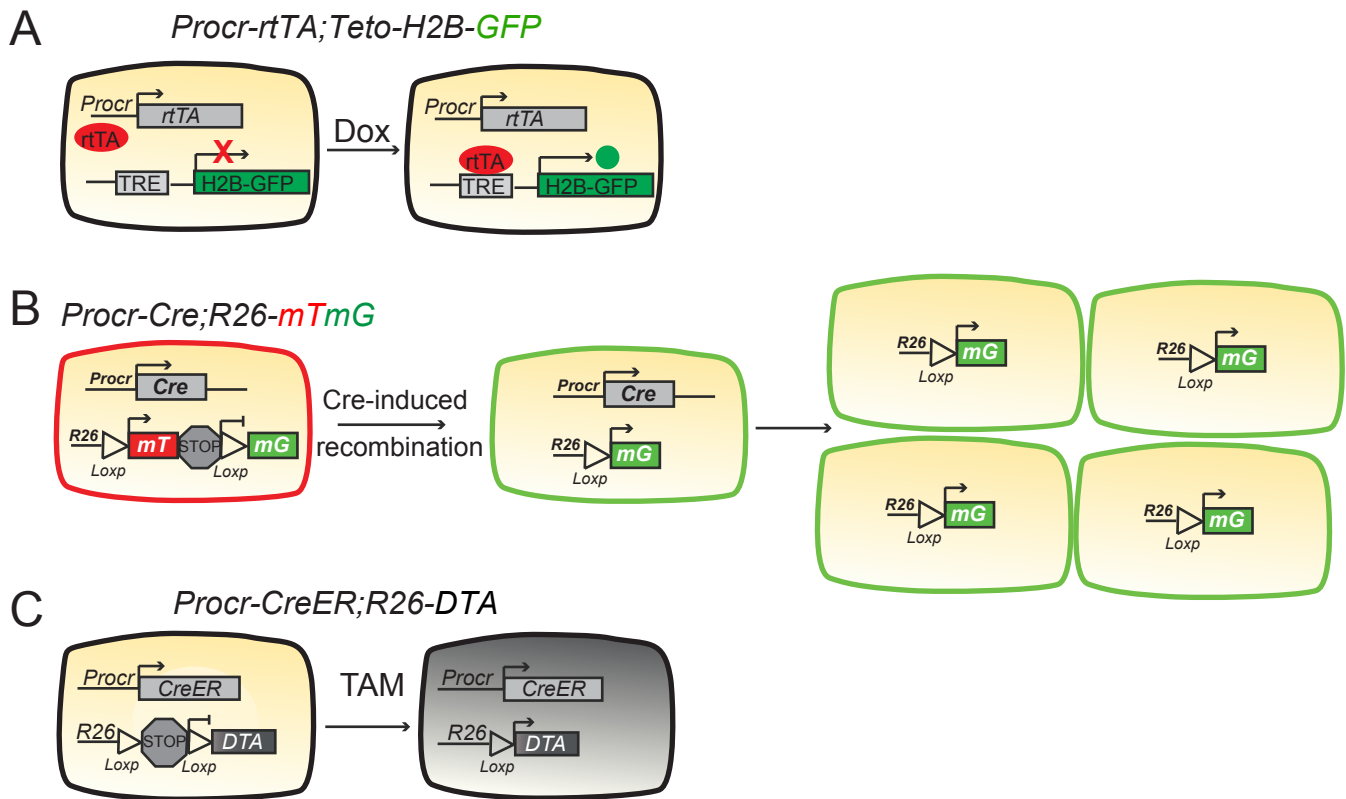 A
Procr-rtTA;Teto-H2B-GFP
Procr
rtTA
rtTA
X
TRE
H2B-GFP
Dox
Procr
rtTA
rtTA
TRE
H2B-GFP
B
Procr-Cre;R26-mTmG
Procr
Cre
R26
mT
STOP
mG
Loxp
Loxp
Cre-induced
recombination
Procr
Cre
R26
mG
Loxp
R26
mG
Loxp
R26
mG
Loxp
R26
mG
Loxp
R26
mG
Loxp
C
Procr-CreER;R26-DTA
Procr
CreER
R26
STOP
DTA
Loxp
Loxp
TAM
Procr
CreER
R26
DTA
Loxp